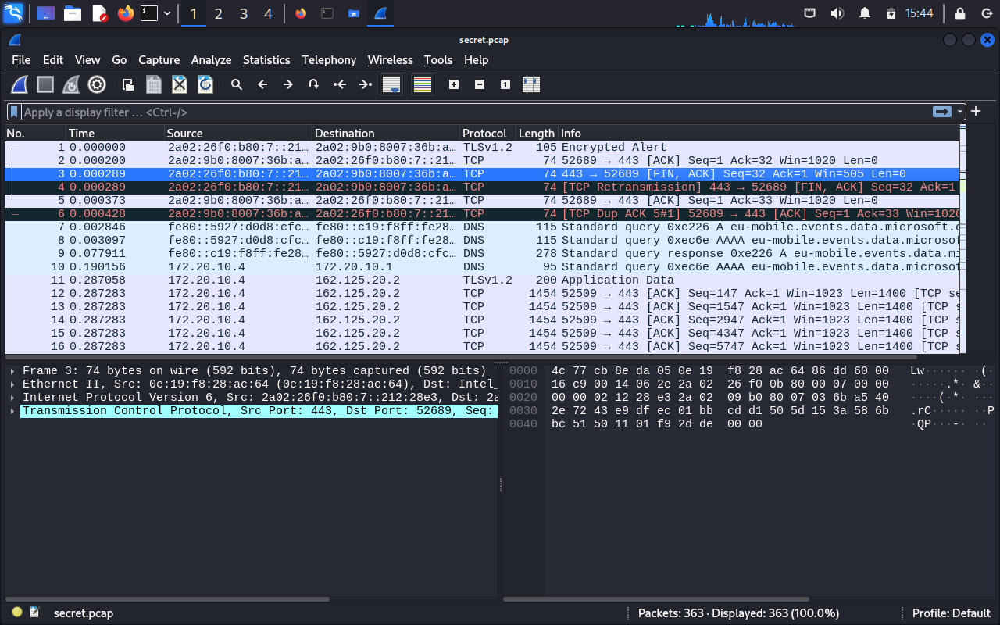 1 2 3 4 15:44
secret.pcap
File Edit View Go Capture Analyze Statistics Telephony Wireless Tools Help
Apply a display filter … <Ctrl-/>
No. Time Source Destination Protocol Length Info
1 0.000000 2a02:26f0:b80:7::21… 2a02:9b0:8007:36b:a… TLSv1.2 105 Encrypted Alert
2 0.000200 2a02:9b0:8007:36b:a… 2a02:26f0:b80:7::21… TCP 74 52689 → 443 [ACK] Seq=1 Ack=32 Win=1020 Len=0
3 0.000289 2a02:26f0:b80:7::21… 2a02:9b0:8007:36b:a… TCP 74 443 → 52689 [FIN, ACK] Seq=32 Ack=1 Win=505 Len=0
4 0.000289 2a02:26f0:b80:7::21… 2a02:9b0:8007:36b:a… TCP 74 [TCP Retransmission] 443 → 52689 [FIN, ACK] Seq=32 Ack=1
5 0.000373 2a02:9b0:8007:36b:a… 2a02:26f0:b80:7::21… TCP 74 52689 → 443 [ACK] Seq=1 Ack=33 Win=1020 Len=0
6 0.000428 2a02:9b0:8007:36b:a… 2a02:26f0:b80:7::21… TCP 74 [TCP Dup ACK 5#1] 52689 → 443 [ACK] Seq=1 Ack=33 Win=1020
7 0.002846 fe80::5927:d0d8:cfc… fe80::c19:f8ff:fe28… DNS 115 Standard query 0xe226 A eu-mobile.events.data.microsoft.
8 0.003097 fe80::5927:d0d8:cfc… fe80::c19:f8ff:fe28… DNS 115 Standard query 0xec6e AAAA eu-mobile.events.data.microsof
9 0.077911 fe80::c19:f8ff:fe28… fe80::5927:d0d8:cfc… DNS 278 Standard query response 0xe226 A eu-mobile.events.data.mi
10 0.190156 172.20.10.4 172.20.10.1 DNS 95 Standard query 0xec6e AAAA eu-mobile.events.data.microsof
11 0.287058 172.20.10.4 162.125.20.2 TLSv1.2 200 Application Data
12 0.287283 172.20.10.4 162.125.20.2 TCP 1454 52509 → 443 [ACK] Seq=147 Ack=1 Win=1023 Len=1400 [TCP se
13 0.287283 172.20.10.4 162.125.20.2 TCP 1454 52509 → 443 [ACK] Seq=1547 Ack=1 Win=1023 Len=1400 [TCP s
14 0.287283 172.20.10.4 162.125.20.2 TCP 1454 52509 → 443 [ACK] Seq=2947 Ack=1 Win=1023 Len=1400 [TCP s
15 0.287283 172.20.10.4 162.125.20.2 TCP 1454 52509 → 443 [ACK] Seq=4347 Ack=1 Win=1023 Len=1400 [TCP s
16 0.287283 172.20.10.4 162.125.20.2 TCP 1454 52509 → 443 [ACK] Seq=5747 Ack=1 Win=1023 Len=1400 [TCP s
Frame 3: 74 bytes on wire (592 bits), 74 bytes captured (592 bits)
Ethernet II, Src: 0e:19:f8:28:ac:64 (0e:19:f8:28:ac:64), Dst: Intel_
Internet Protocol Version 6, Src: 2a02:26f0:b80:7::212:28e3, Dst: 2a
Transmission Control Protocol, Src Port: 443, Dst Port: 52689, Seq:
0000 4c 77 cb 8e da 05 0e 19 f8 28 ac 64 86 dd 60 00 Lw······ ·(·d··`·
0010 16 c9 00 14 06 2e 2a 02 26 f0 0b 80 00 07 00 00 ·····.*· &·······
0020 00 00 02 12 28 e3 2a 02 09 b0 80 07 03 6b a5 40 ····(·*· ·····k·@
0030 2e 72 43 e9 df ec 01 bb cd d1 50 5d 15 3a 58 6b .rC····· ··P]·:Xk
0040 bc 51 50 11 01 f9 2d de 00 00 ·QP···-· ··
secret.pcap
Packets: 363 · Displayed: 363 (100.0%)
Profile: Default